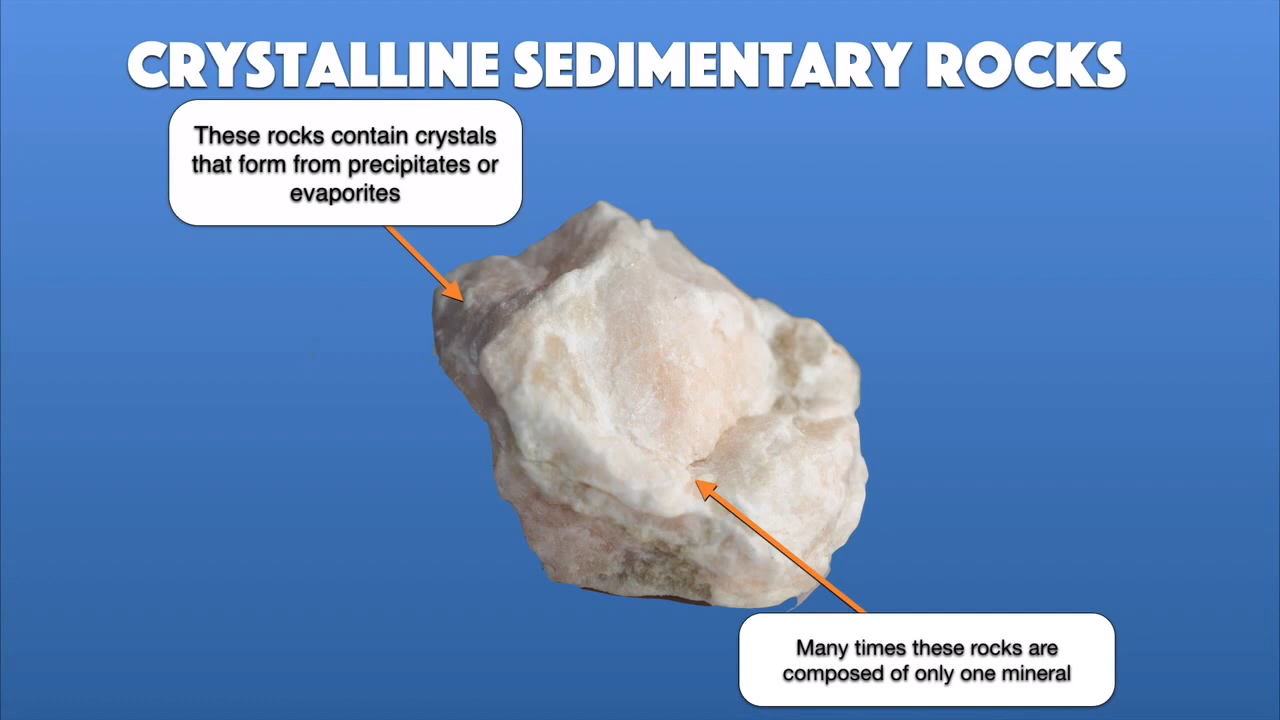 CRYSTALLINE SEDIMENTARY ROCKS
These rocks contain crystals
that form from precipitates or
evaporites
Many times these rocks are
composed of only one mineral